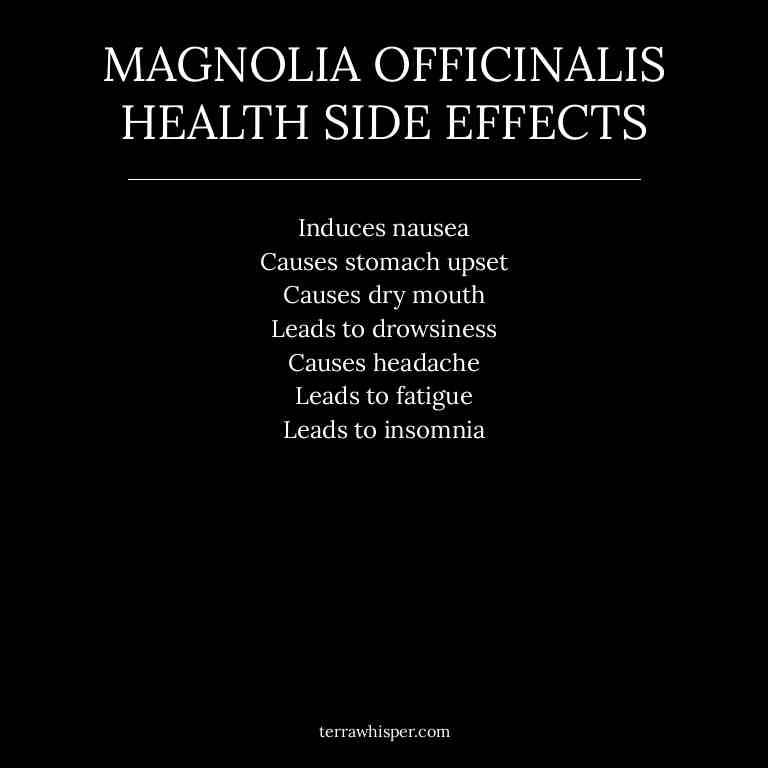 MAGNOLIA OFFICINALIS
HEALTH SIDE EFFECTS
Induces nausea
Causes stomach upset
Causes dry mouth
Leads to drowsiness
Causes headache
Leads to fatigue
Leads to insomnia
terrawhisper.com